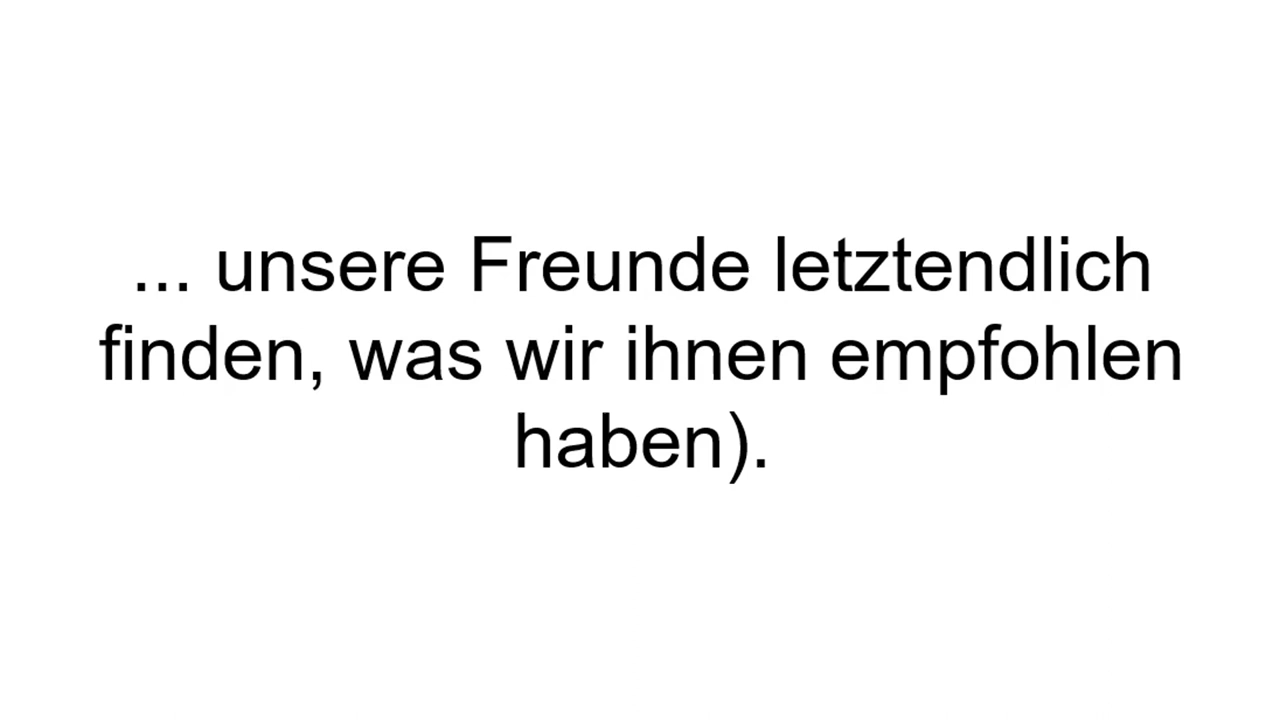 ... unsere Freunde letztendlich
finden, was wir ihnen empfohlen
haben).